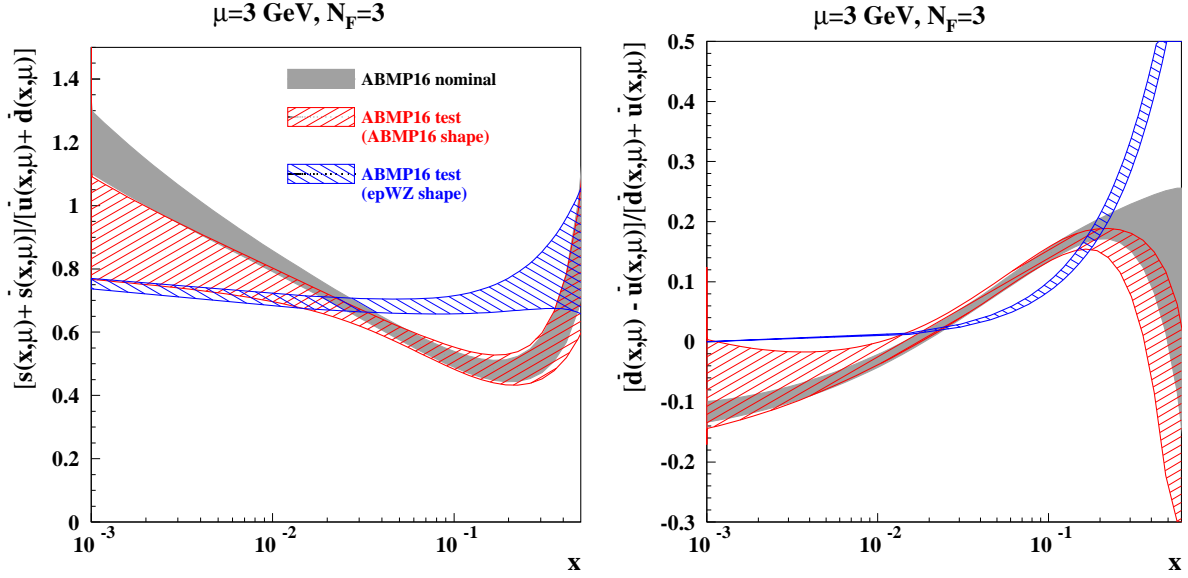 μ=3 GeV, N_F=3
[s(x,μ)+ s̄(x,μ)]/[ū(x,μ)+ d̄(x,μ)]
1.4
1.2
1
0.8
0.6
0.4
0.2
0
10^-3
10^-2
10^-1
x
ABMP16 nominal
ABMP16 test
(ABMP16 shape)
ABMP16 test
(epWZ shape)
μ=3 GeV, N_F=3
[d̄(x,μ) - ū(x,μ)]/[d̄(x,μ)+ ū(x,μ)]
0.5
0.4
0.3
0.2
0.1
0
-0.1
-0.2
-0.3
10^-3
10^-2
10^-1
x